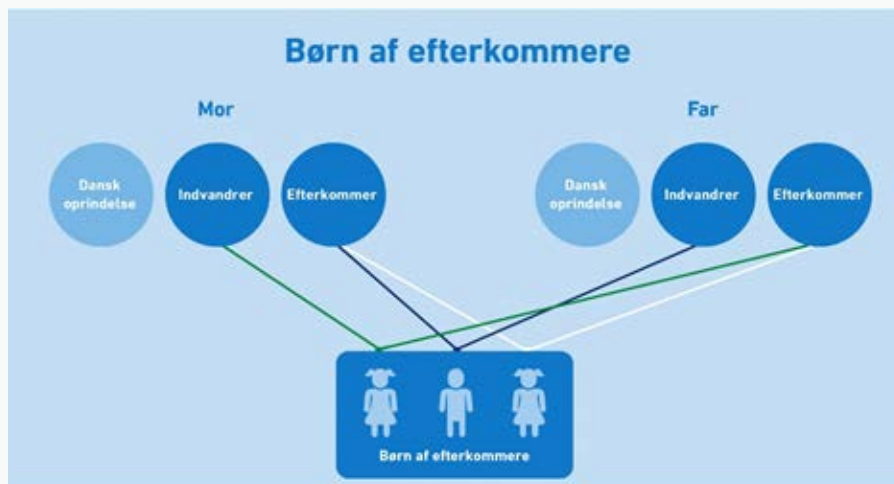 Børn af efterkommere
Mor
Far
Dansk
oprindelse
Indvandrer
Efterkommer
Dansk
oprindelse
Indvandrer
Efterkommer
Børn af efterkommere